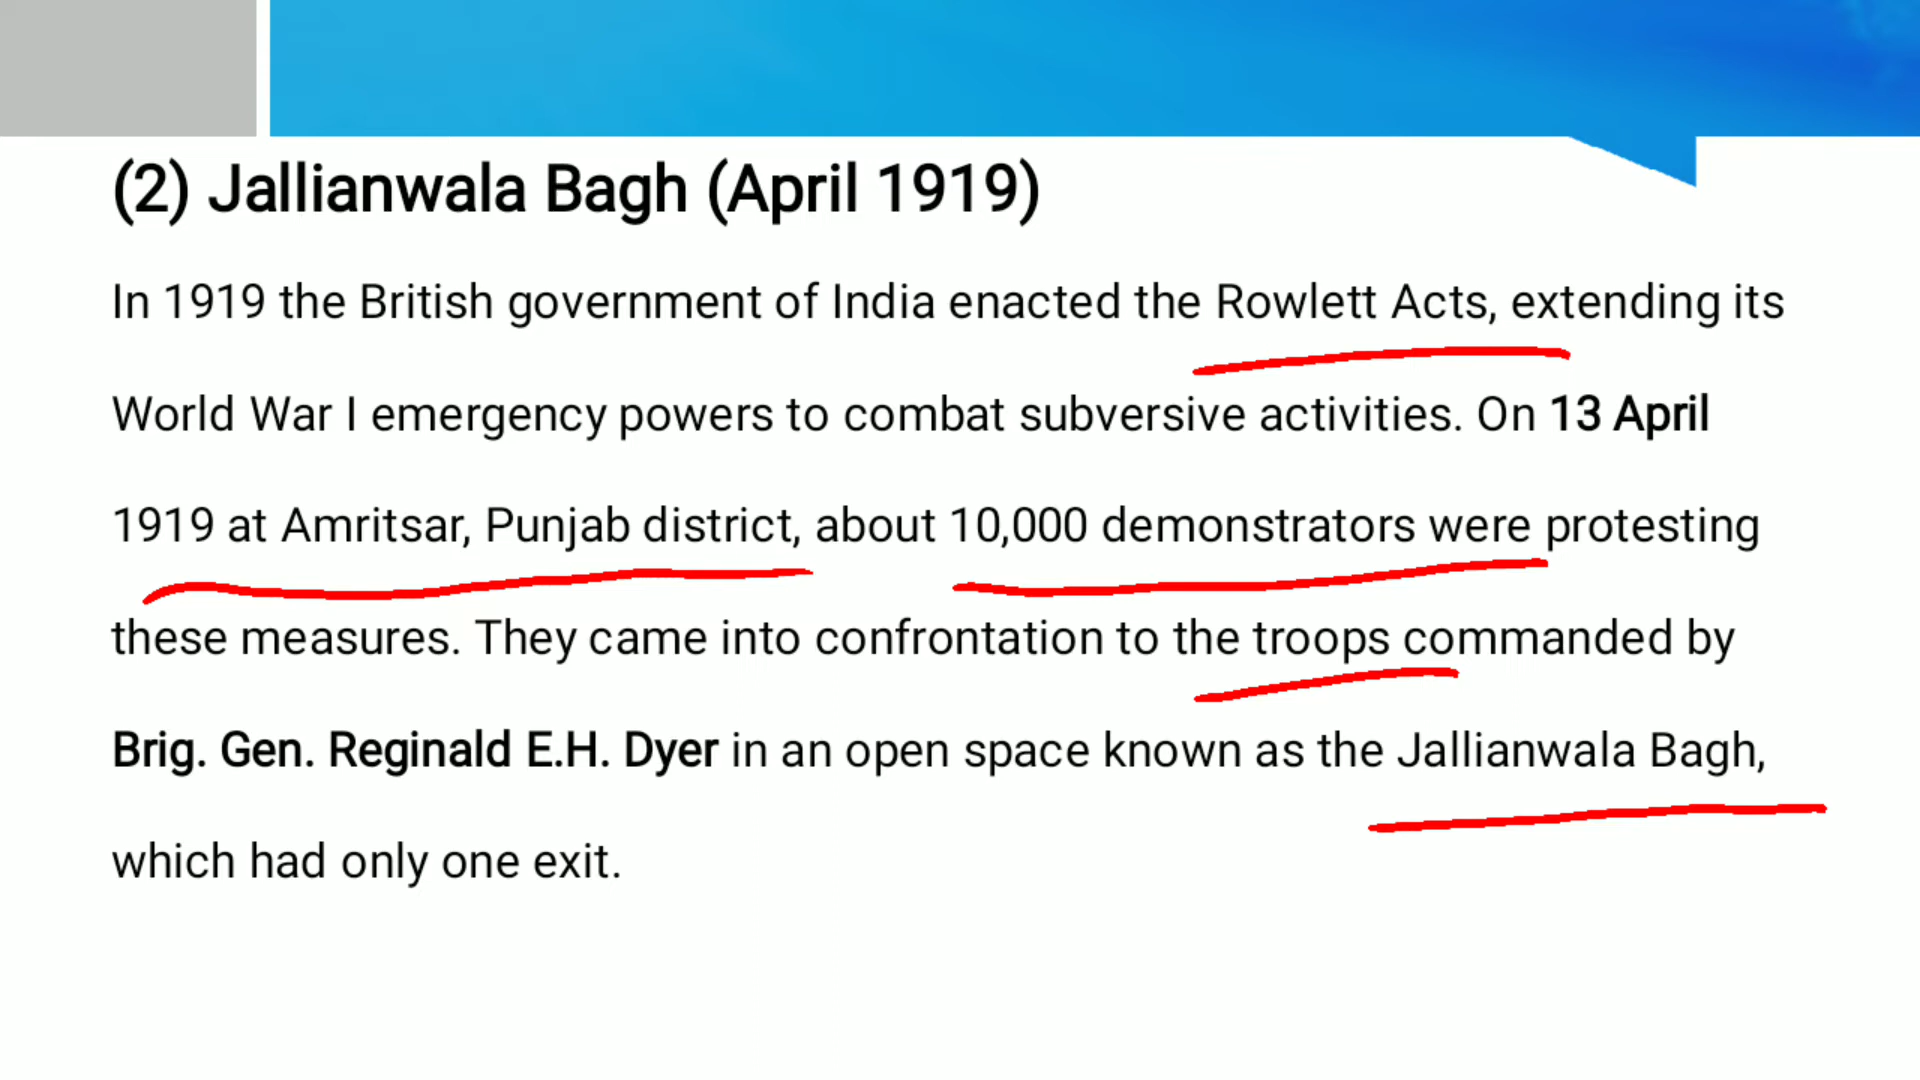 (2) Jallianwala Bagh (April 1919)
In 1919 the British government of India enacted the Rowlett Acts, extending its
World War I emergency powers to combat subversive activities. On 13 April
1919 at Amritsar, Punjab district, about 10,000 demonstrators were protesting
these measures. They came into confrontation to the troops commanded by
Brig. Gen. Reginald E.H. Dyer in an open space known as the Jallianwala Bagh,
which had only one exit.